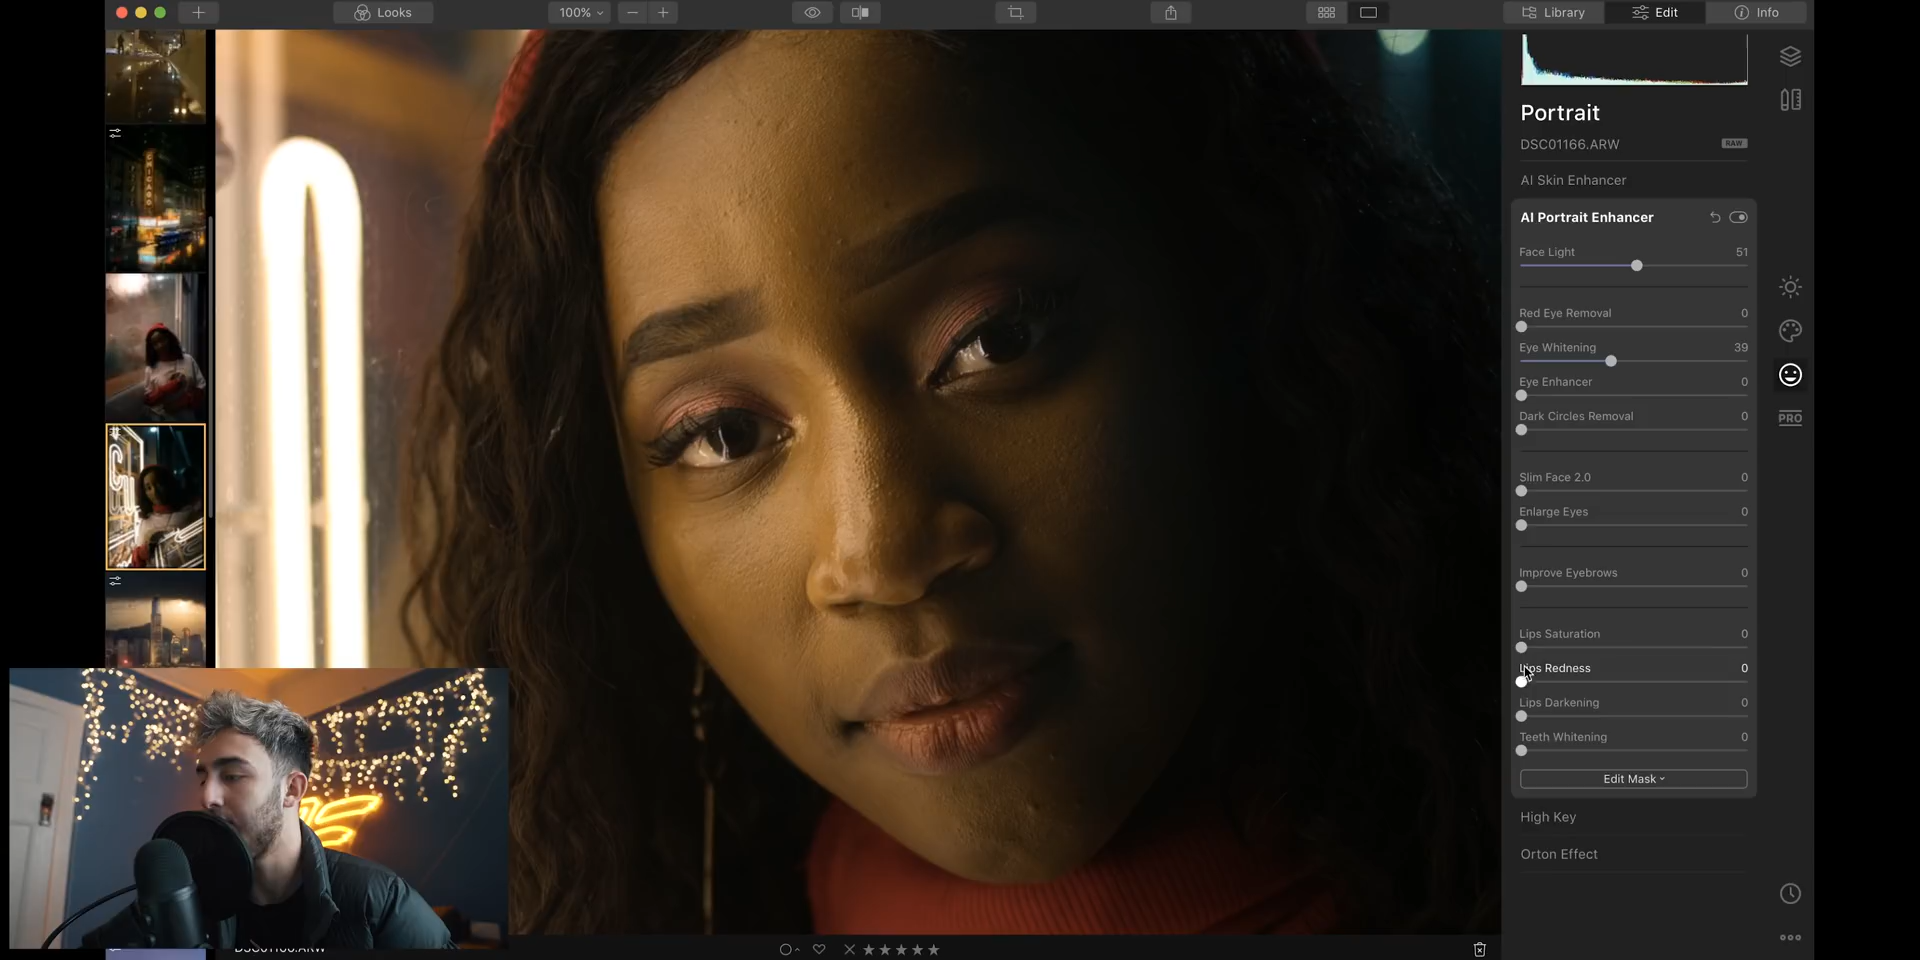 Looks
100%
Library
Edit
Info
Portrait
DSC01166.ARW
RAW
AI Skin Enhancer
AI Portrait Enhancer
Face Light 51
Red Eye Removal 0
Eye Whitening 39
Eye Enhancer 0
Dark Circles Removal 0
Slim Face 2.0 0
Enlarge Eyes 0
Improve Eyebrows 0
Lips Saturation 0
Lips Redness 0
Lips Darkening 0
Teeth Whitening 0
Edit Mask
High Key
Orton Effect
PRO
CHICAGO
DSC01166.ARW